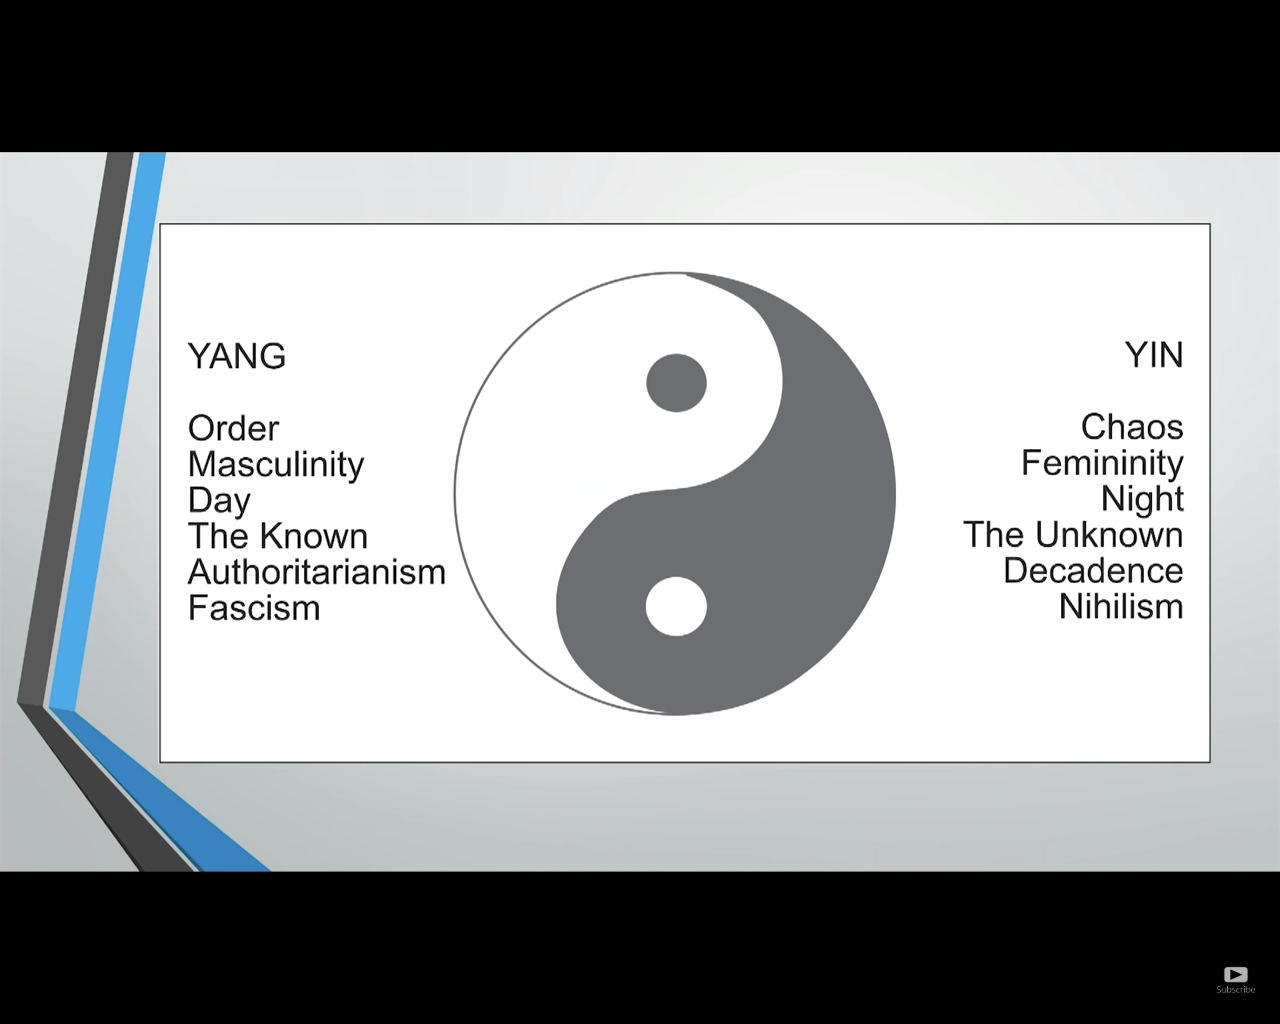 YANG
Order
Masculinity
Day
The Known
Authoritarianism
Fascism
YIN
Chaos
Femininity
Night
The Unknown
Decadence
Nihilism
Subscribe